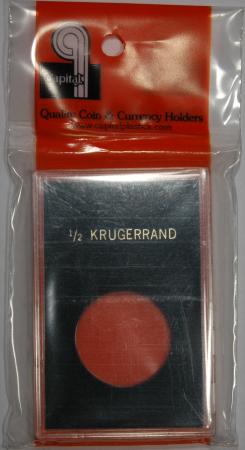 Capital
Quality Coin & Currency Holders
www.capitalplastics.com
1/2 KRUGERRAND